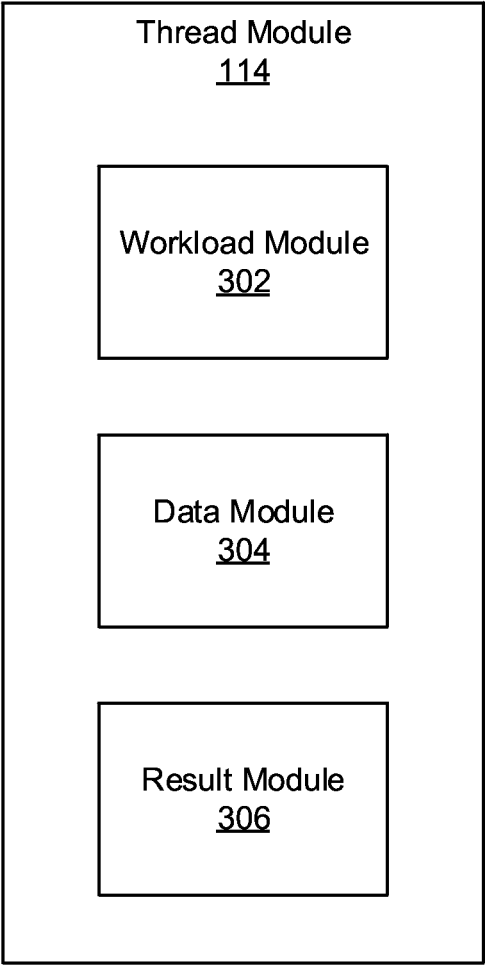 Thread Module
114
Workload Module
302
Data Module
304
Result Module
306